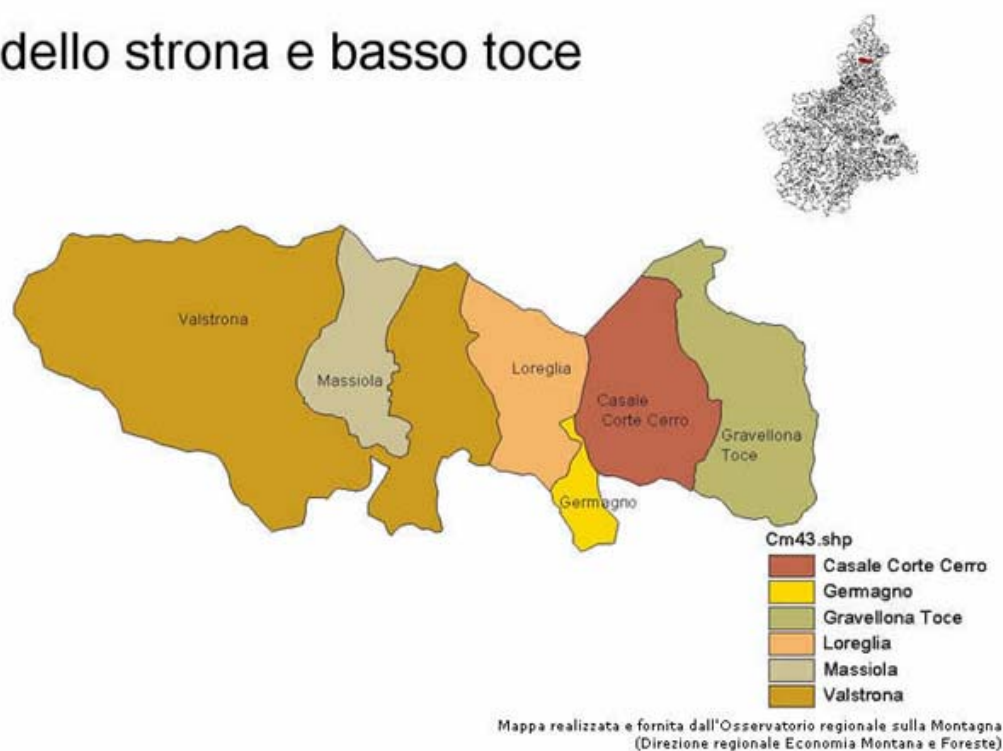 dello strona e basso toce
Valstrona
Massiola
Loreglia
Casale
Corte Cerro
Gravellona
Toce
Germagno
Cm43.shp
Casale Corte Cerro
Germagno
Gravellona Toce
Loreglia
Massiola
Valstrona
Mappa realizzata e fornita dall'Osservatorio regionale sulla Montagna
(Direzione regionale Economia Montana e Foreste)